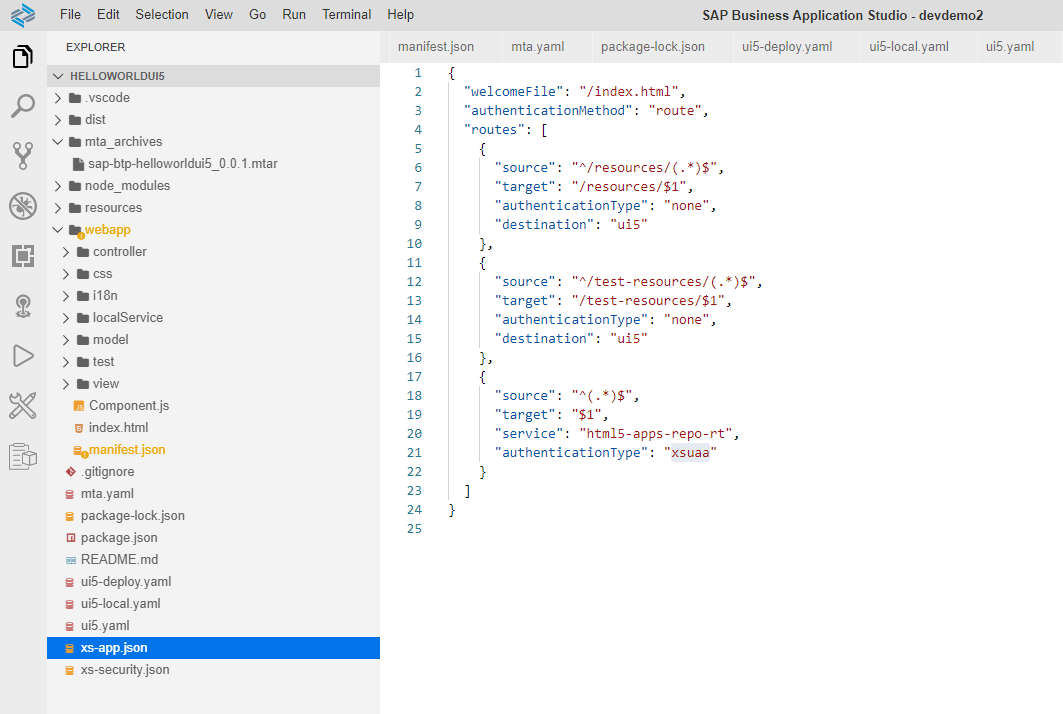 File Edit Selection View Go Run Terminal Help SAP Business Application Studio - devdemo2
EXPLORER
HELLOWORLDUI5
.vscode
dist
mta_archives
sap-btp-helloworldui5_0.0.1.mtar
node_modules
resources
webapp
controller
css
i18n
localService
model
test
view
Component.js
index.html
manifest.json
.gitignore
mta.yaml
package-lock.json
package.json
README.md
ui5-deploy.yaml
ui5-local.yaml
ui5.yaml
xs-app.json
xs-security.json
manifest.json mta.yaml package-lock.json ui5-deploy.yaml ui5-local.yaml ui5.yaml
1 {
2 "welcomeFile": "/index.html",
3 "authenticationMethod": "route",
4 "routes": [
5 {
6 "source": "^/resources/(.*)$",
7 "target": "/resources/$1",
8 "authenticationType": "none",
9 "destination": "ui5"
10 },
11 {
12 "source": "^/test-resources/(.*)$",
13 "target": "/test-resources/$1",
14 "authenticationType": "none",
15 "destination": "ui5"
16 },
17 {
18 "source": "^(.*)$",
19 "target": "$1",
20 "service": "html5-apps-repo-rt",
21 "authenticationType": "xsuaa"
22 }
23 ]
24 }
25